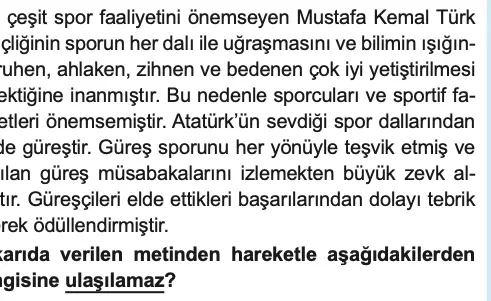 çeşit spor faaliyetini önemseyen Mustafa Kemal Türk
çliğinin sporun her dalı ile uğraşmasını ve bilimin ışığın-
ruhen, ahlaken, zihnen ve bedenen çok iyi yetiştirilmesi
ektiğine inanmıştır. Bu nedenle sporcuları ve sportif fa-
etleri önemsemiştir. Atatürk’ün sevdiği spor dallarından
de güreştir. Güreş sporunu her yönüyle teşvik etmiş ve
ılan güreş müsabakalarını izlemekten büyük zevk al-
tır. Güreşçileri elde ettikleri başarılarından dolayı tebrik
erek ödüllendirmiştir.
karıda verilen metinden hareketle aşağıdakilerden
ngisine ulaşılamaz?